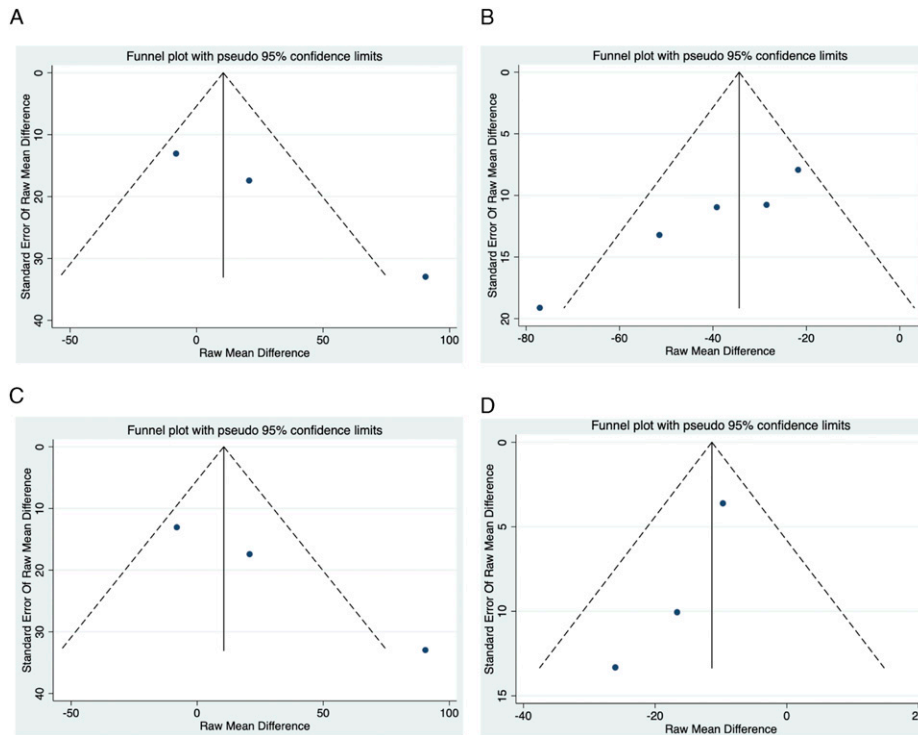 A
Funnel plot with pseudo 95% confidence limits
Standard Error Of Raw Mean Difference
0
10
20
30
40
-50
0
50
100
Raw Mean Difference
B
Funnel plot with pseudo 95% confidence limits
Standard Error Of Raw Mean Difference
0
5
10
15
20
-80
-60
-40
-20
0
Raw Mean Difference
C
Funnel plot with pseudo 95% confidence limits
Standard Error Of Raw Mean Difference
0
10
20
30
40
-50
0
50
100
Raw Mean Difference
D
Funnel plot with pseudo 95% confidence limits
Standard Error Of Raw Mean Difference
0
5
10
15
-40
-20
0
Raw Mean Difference